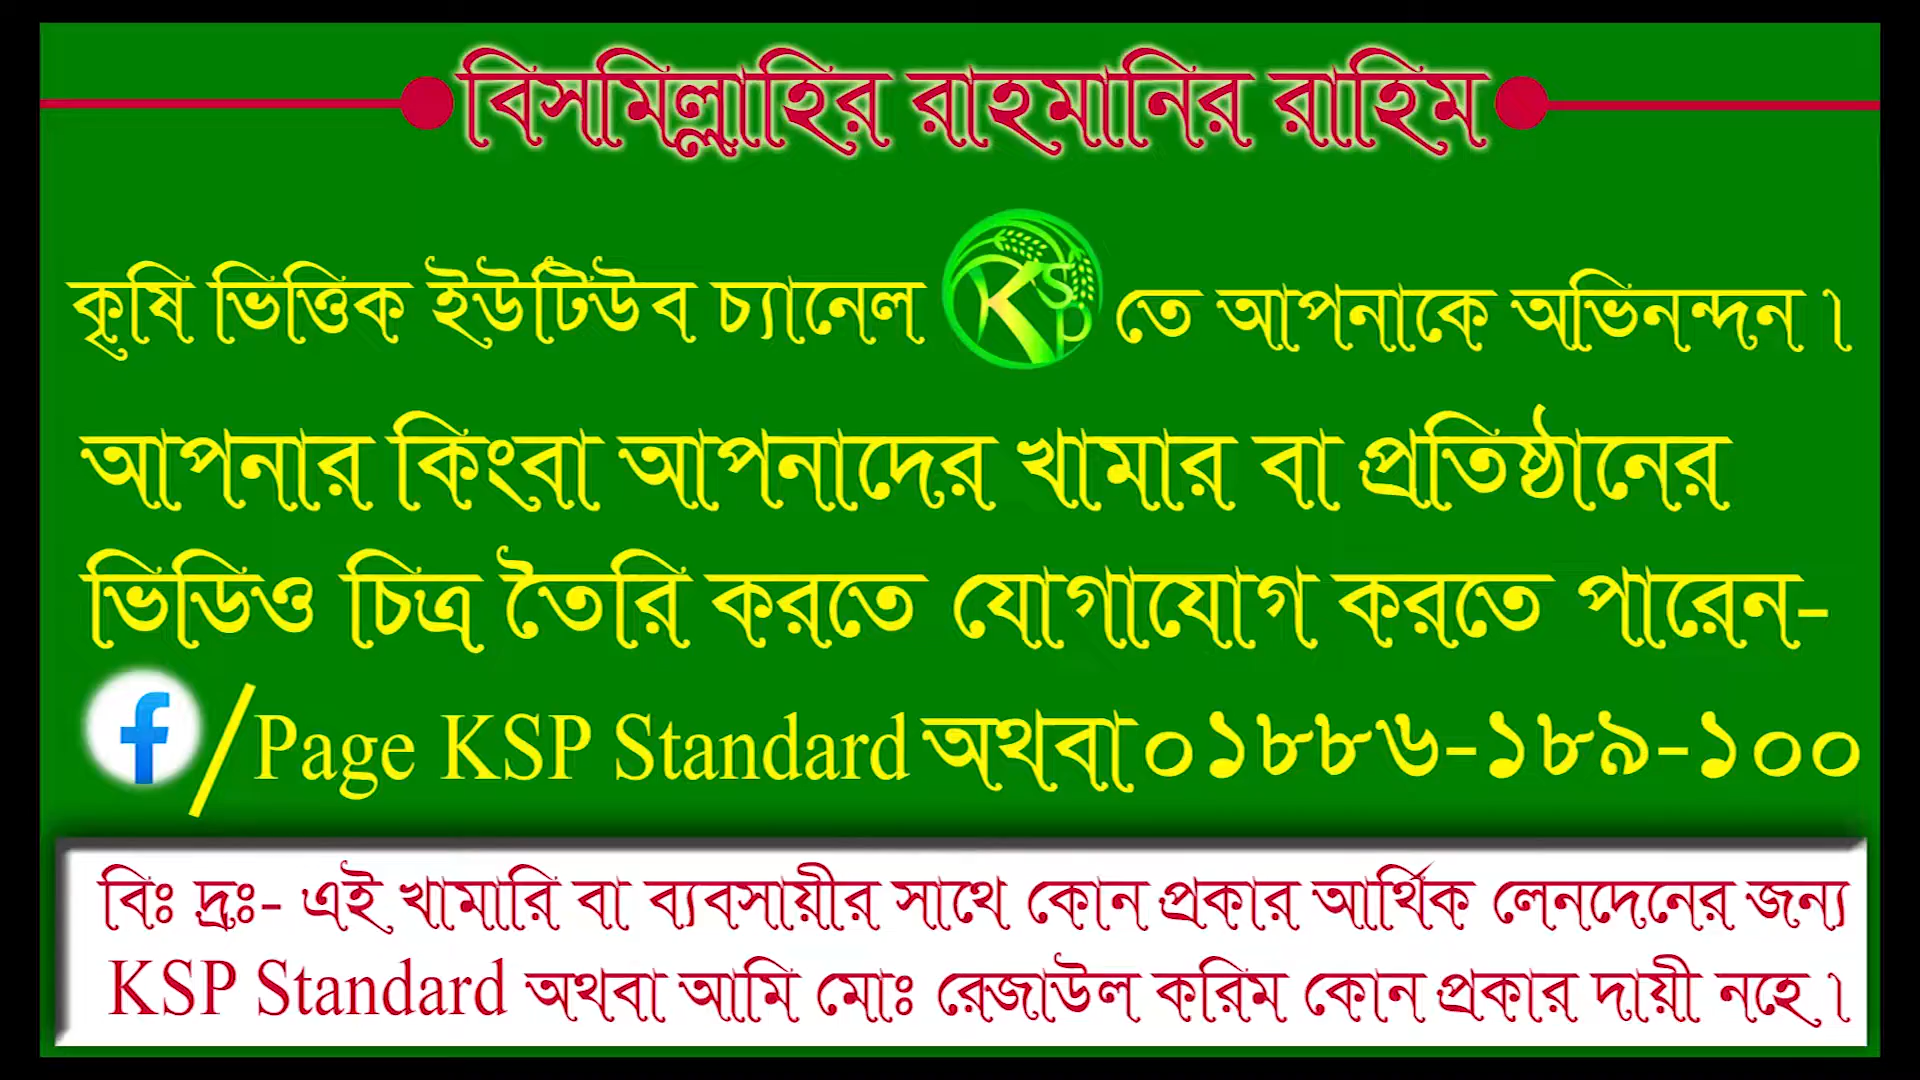 বিসমিল্লাহির রাহমানির রাহিম
কৃষি ভিত্তিক ইউটিউব চ্যানেল KSP তে আপনাকে অভিনন্দন।
আপনার কিংবা আপনাদের খামার বা প্রতিষ্ঠানের
ভিডিও চিত্র তৈরি করতে যোগাযোগ করতে পারেন-
f/Page KSP Standard অথবা ০১৮৮৬-১৮৯-১০০
বিঃ দ্রঃ- এই খামারি বা ব্যবসায়ীর সাথে কোন প্রকার আর্থিক লেনদেনের জন্য
KSP Standard অথবা আমি মোঃ রেজাউল করিম কোন প্রকার দায়ী নহে।